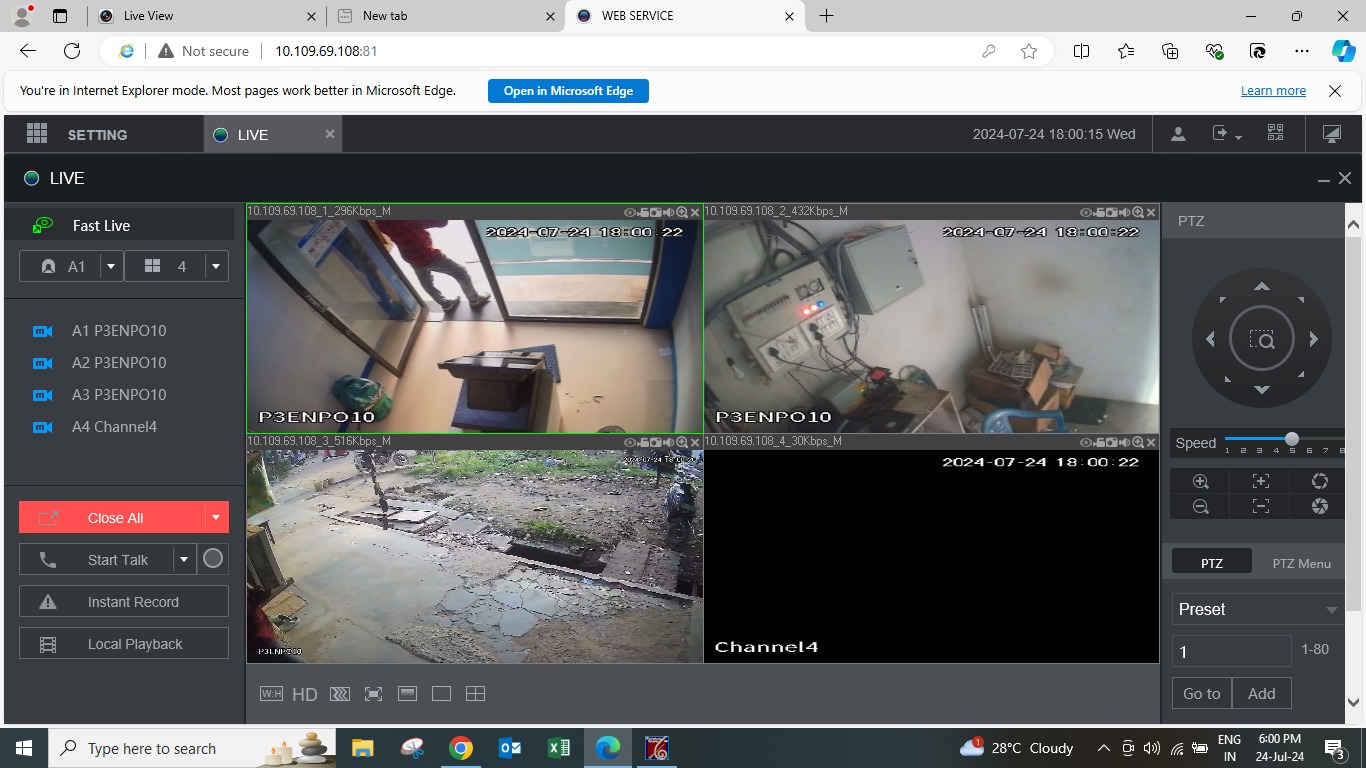 Live View
New tab
WEB SERVICE
Not secure
10.109.69.108:81
You're in Internet Explorer mode. Most pages work better in Microsoft Edge.
Open in Microsoft Edge
Learn more
SETTING
LIVE
2024-07-24 18:00:15 Wed
LIVE
Fast Live
A1
4
A1 P3ENPO10
A2 P3ENPO10
A3 P3ENPO10
A4 Channel4
Close All
Start Talk
Instant Record
Local Playback
10.109.69.108_1_296Kbps_M
2024-07-24 18:00:22
P3ENPO10
10.109.69.108_2_432Kbps_M
2024-07-24 18:00:22
P3ENPO10
10.109.69.108_3_516Kbps_M
P3ENPO10
10.109.69.108_4_30Kbps_M
2024-07-24 18:00:22
Channel4
W:H
HD
PTZ
Speed
1 2 3 4 5 6 7 8
PTZ
PTZ Menu
Preset
1
1-80
Go to
Add
Type here to search
1
28°C Cloudy
ENG
IN
6:00 PM
24-Jul-24
3